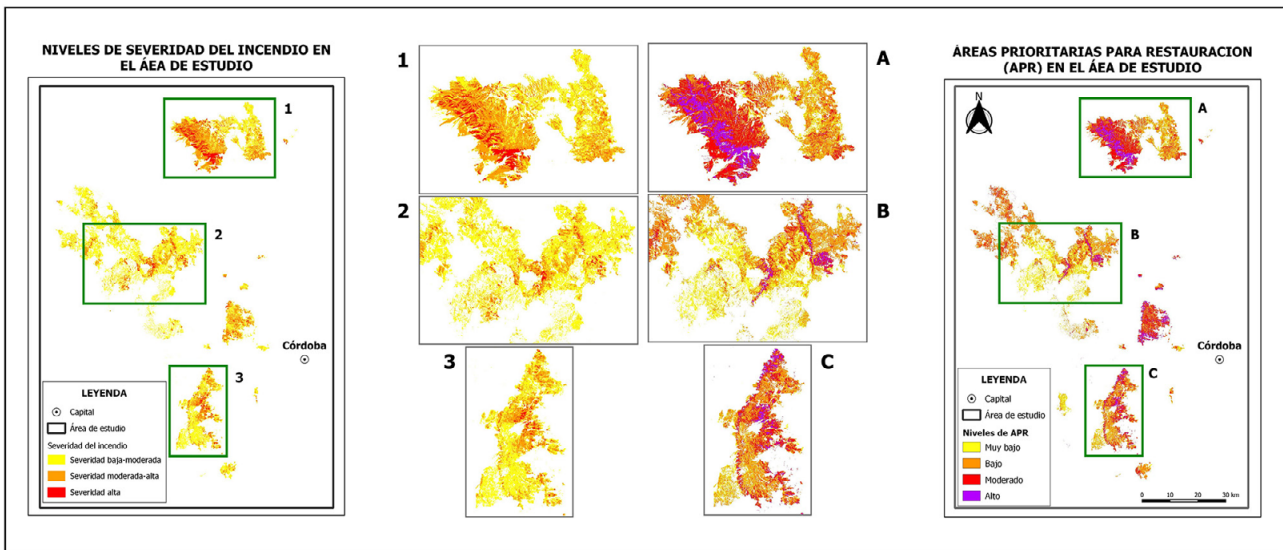 NIVELES DE SEVERIDAD DEL INCENDIO EN
EL ÁEA DE ESTUDIO
1
2
3
Córdoba
LEYENDA
Capital
Área de estudio
Severidad del incendio
Severidad baja-moderada
Severidad moderada-alta
Severidad alta
1
A
2
B
3
C
ÁREAS PRIORITARIAS PARA RESTAURACION
(APR) EN EL ÁEA DE ESTUDIO
N
A
B
Córdoba
C
LEYENDA
Capital
Área de estudio
Niveles de APR
Muy bajo
Bajo
Moderado
Alto
0 10 20 30 km